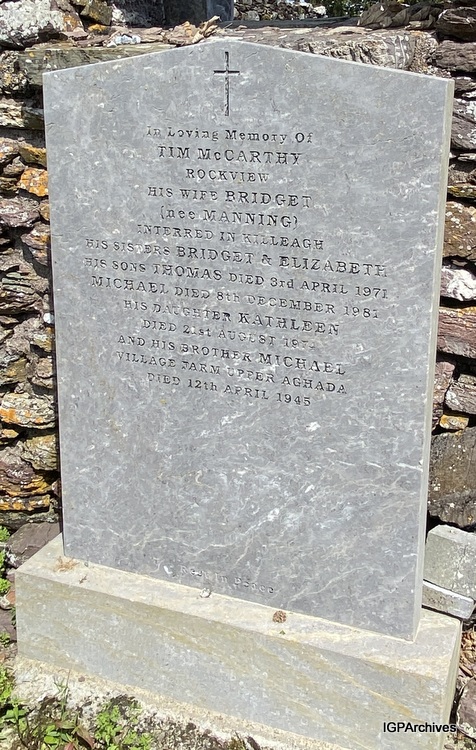 In Loving Memory Of
TIM McCARTHY
ROCKVIEW
HIS WIFE BRIDGET
(nee MANNING)
INTERRED IN KILLEAGH
HIS SISTERS BRIDGET & ELIZABETH
HIS SONS THOMAS DIED 3rd APRIL 1971
MICHAEL DIED 8th DECEMBER 1981
HIS DAUGHTER KATHLEEN
DIED 21st AUGUST
AND HIS BROTHER MICHAEL
VILLAGE FARM UPPER AGHADA
DIED 12th APRIL 1945
Rest in peace
IGPArchives